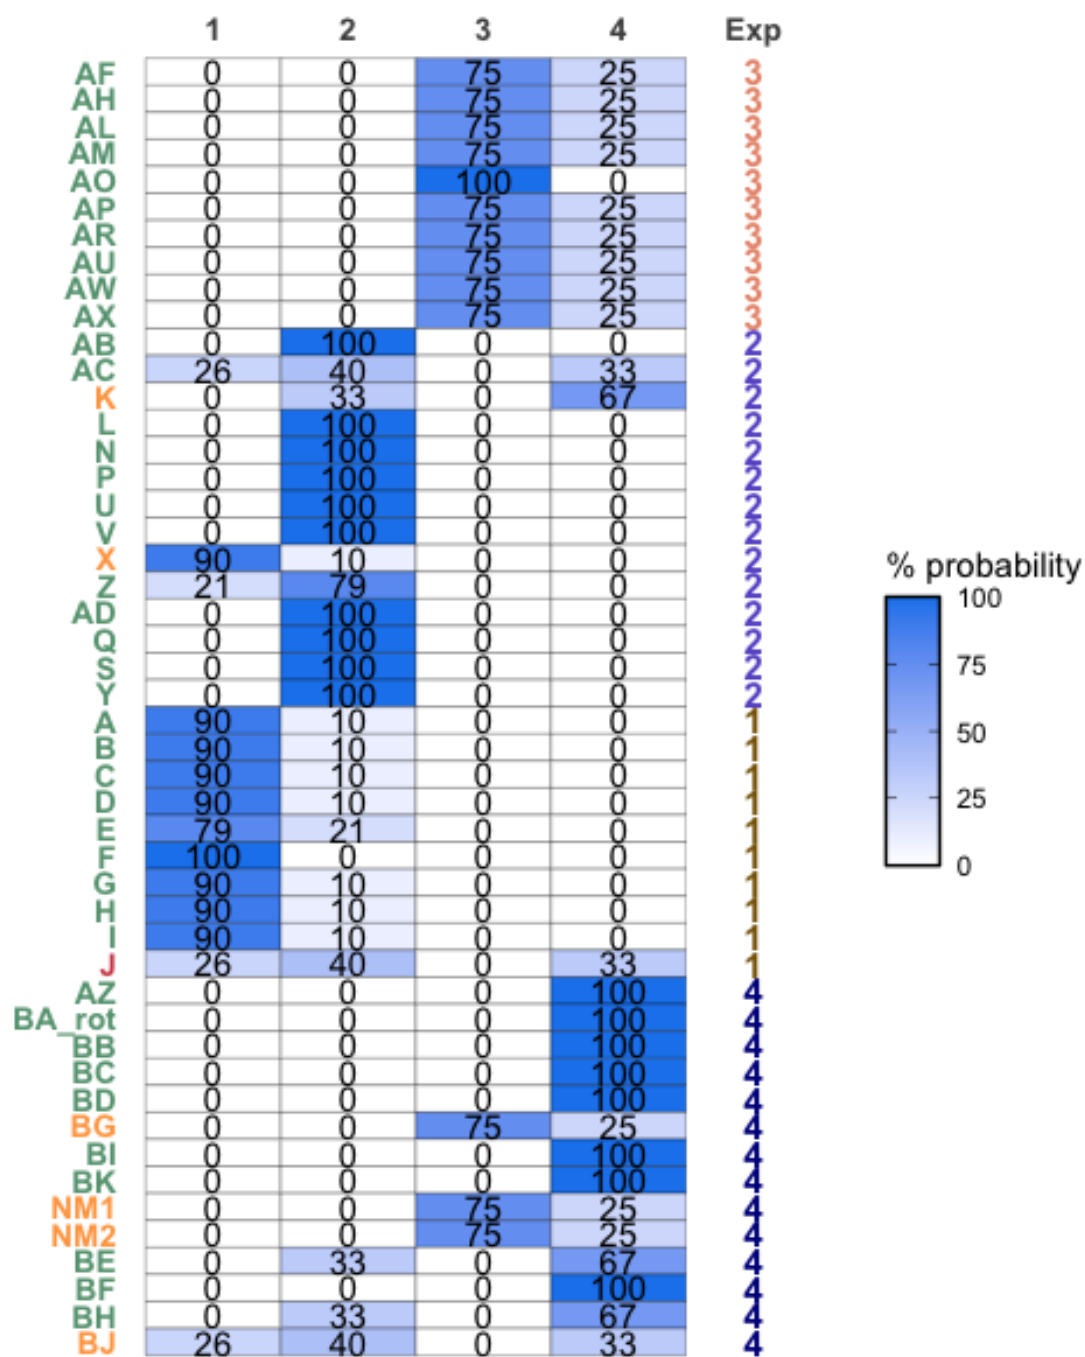 1 2 3 4 Exp
AF 0 0 75 25 3
AH 0 0 75 25 3
AL 0 0 75 25 3
AM 0 0 75 25 3
AO 0 0 100 0 3
AP 0 0 75 25 3
AR 0 0 75 25 3
AU 0 0 75 25 3
AW 0 0 75 25 3
AX 0 0 75 25 3
AB 0 100 0 0 2
AC 26 40 0 33 2
K 0 33 0 67 2
L 0 100 0 0 2
N 0 100 0 0 2
P 0 100 0 0 2
U 0 100 0 0 2
V 0 100 0 0 2
X 90 10 0 0 2
Z 21 79 0 0 2
AD 0 100 0 0 2
Q 0 100 0 0 2
S 0 100 0 0 2
Y 0 100 0 0 2
A 90 10 0 0 1
B 90 10 0 0 1
C 90 10 0 0 1
D 90 10 0 0 1
E 79 21 0 0 1
F 100 0 0 0 1
G 90 10 0 0 1
H 90 10 0 0 1
I 90 10 0 0 1
J 26 40 0 33 1
AZ 0 0 0 100 4
BA_rot 0 0 0 100 4
BB 0 0 0 100 4
BC 0 0 0 100 4
BD 0 0 0 100 4
BG 0 0 75 25 4
BI 0 0 0 100 4
BK 0 0 0 100 4
NM1 0 0 75 25 4
NM2 0 0 75 25 4
BE 0 33 0 67 4
BF 0 0 0 100 4
BH 0 33 0 67 4
BJ 26 40 0 33 4
% probability
100
75
50
25
0